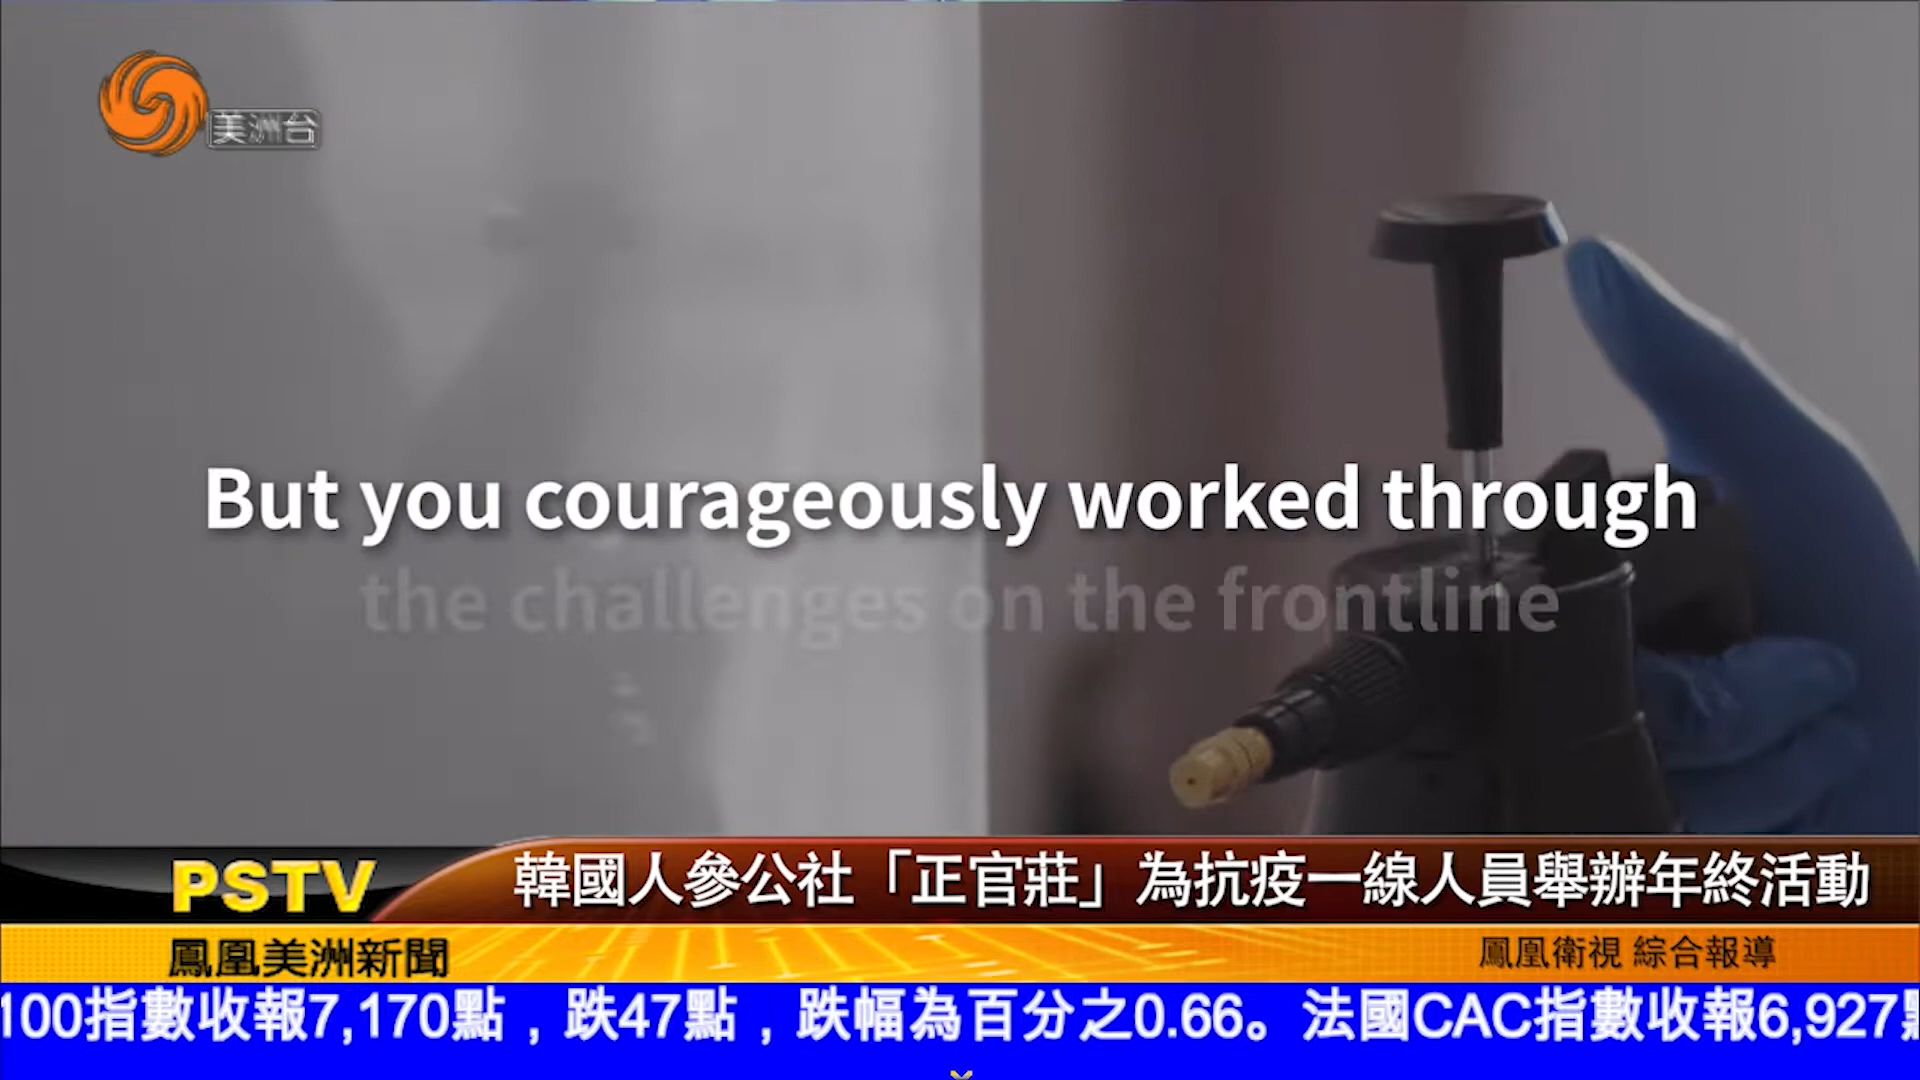 美洲台
But you courageously worked through
the challenges on the frontline
PSTV
韓國人參公社「正官莊」為抗疫一線人員舉辦年終活動
鳳凰美洲新聞
鳳凰衛視 綜合報導
100指數收報7,170點，跌47點，跌幅為百分之0.66。法國CAC指數收報6,927點